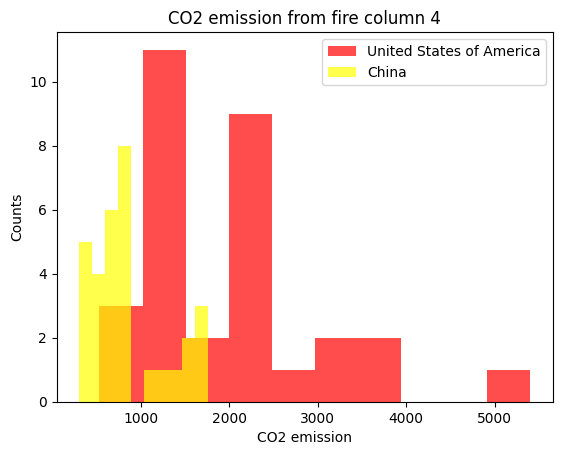 CO2 emission from fire column 4
United States of America
China
Counts
10
8
6
4
2
0
1000 2000 3000 4000 5000
CO2 emission